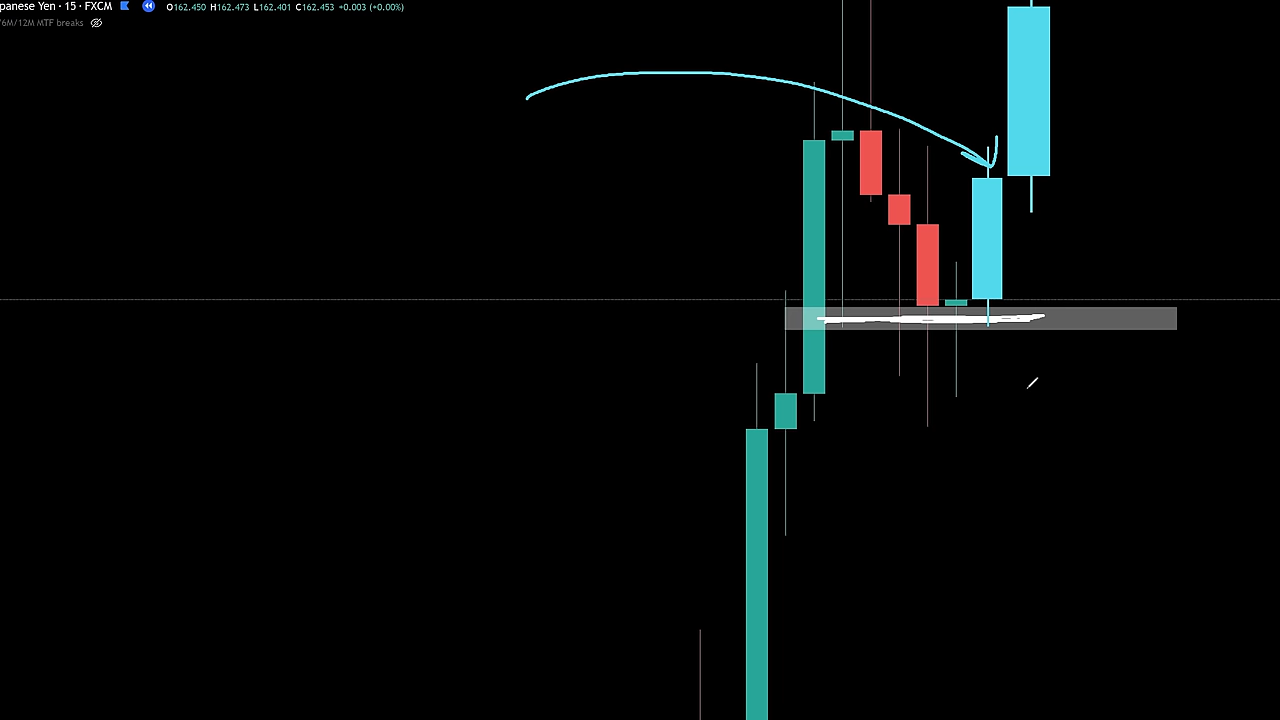 panese Yen · 15 · FXCM O162.450 H162.473 L162.401 C162.453 +0.003 (+0.00%)
/6M/12M MTF breaks